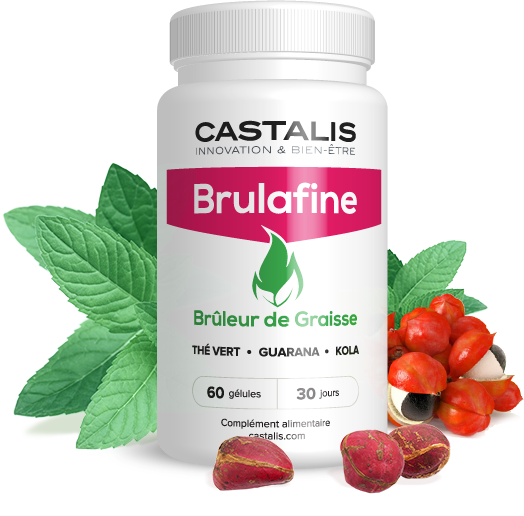 CASTALIS
INNOVATION & BIEN-ÊTRE
Brulafine
Brûleur de Graisse
THÉ VERT • GUARANA • KOLA
60 gélules 30 jours
Complément alimentaire
castalis.com